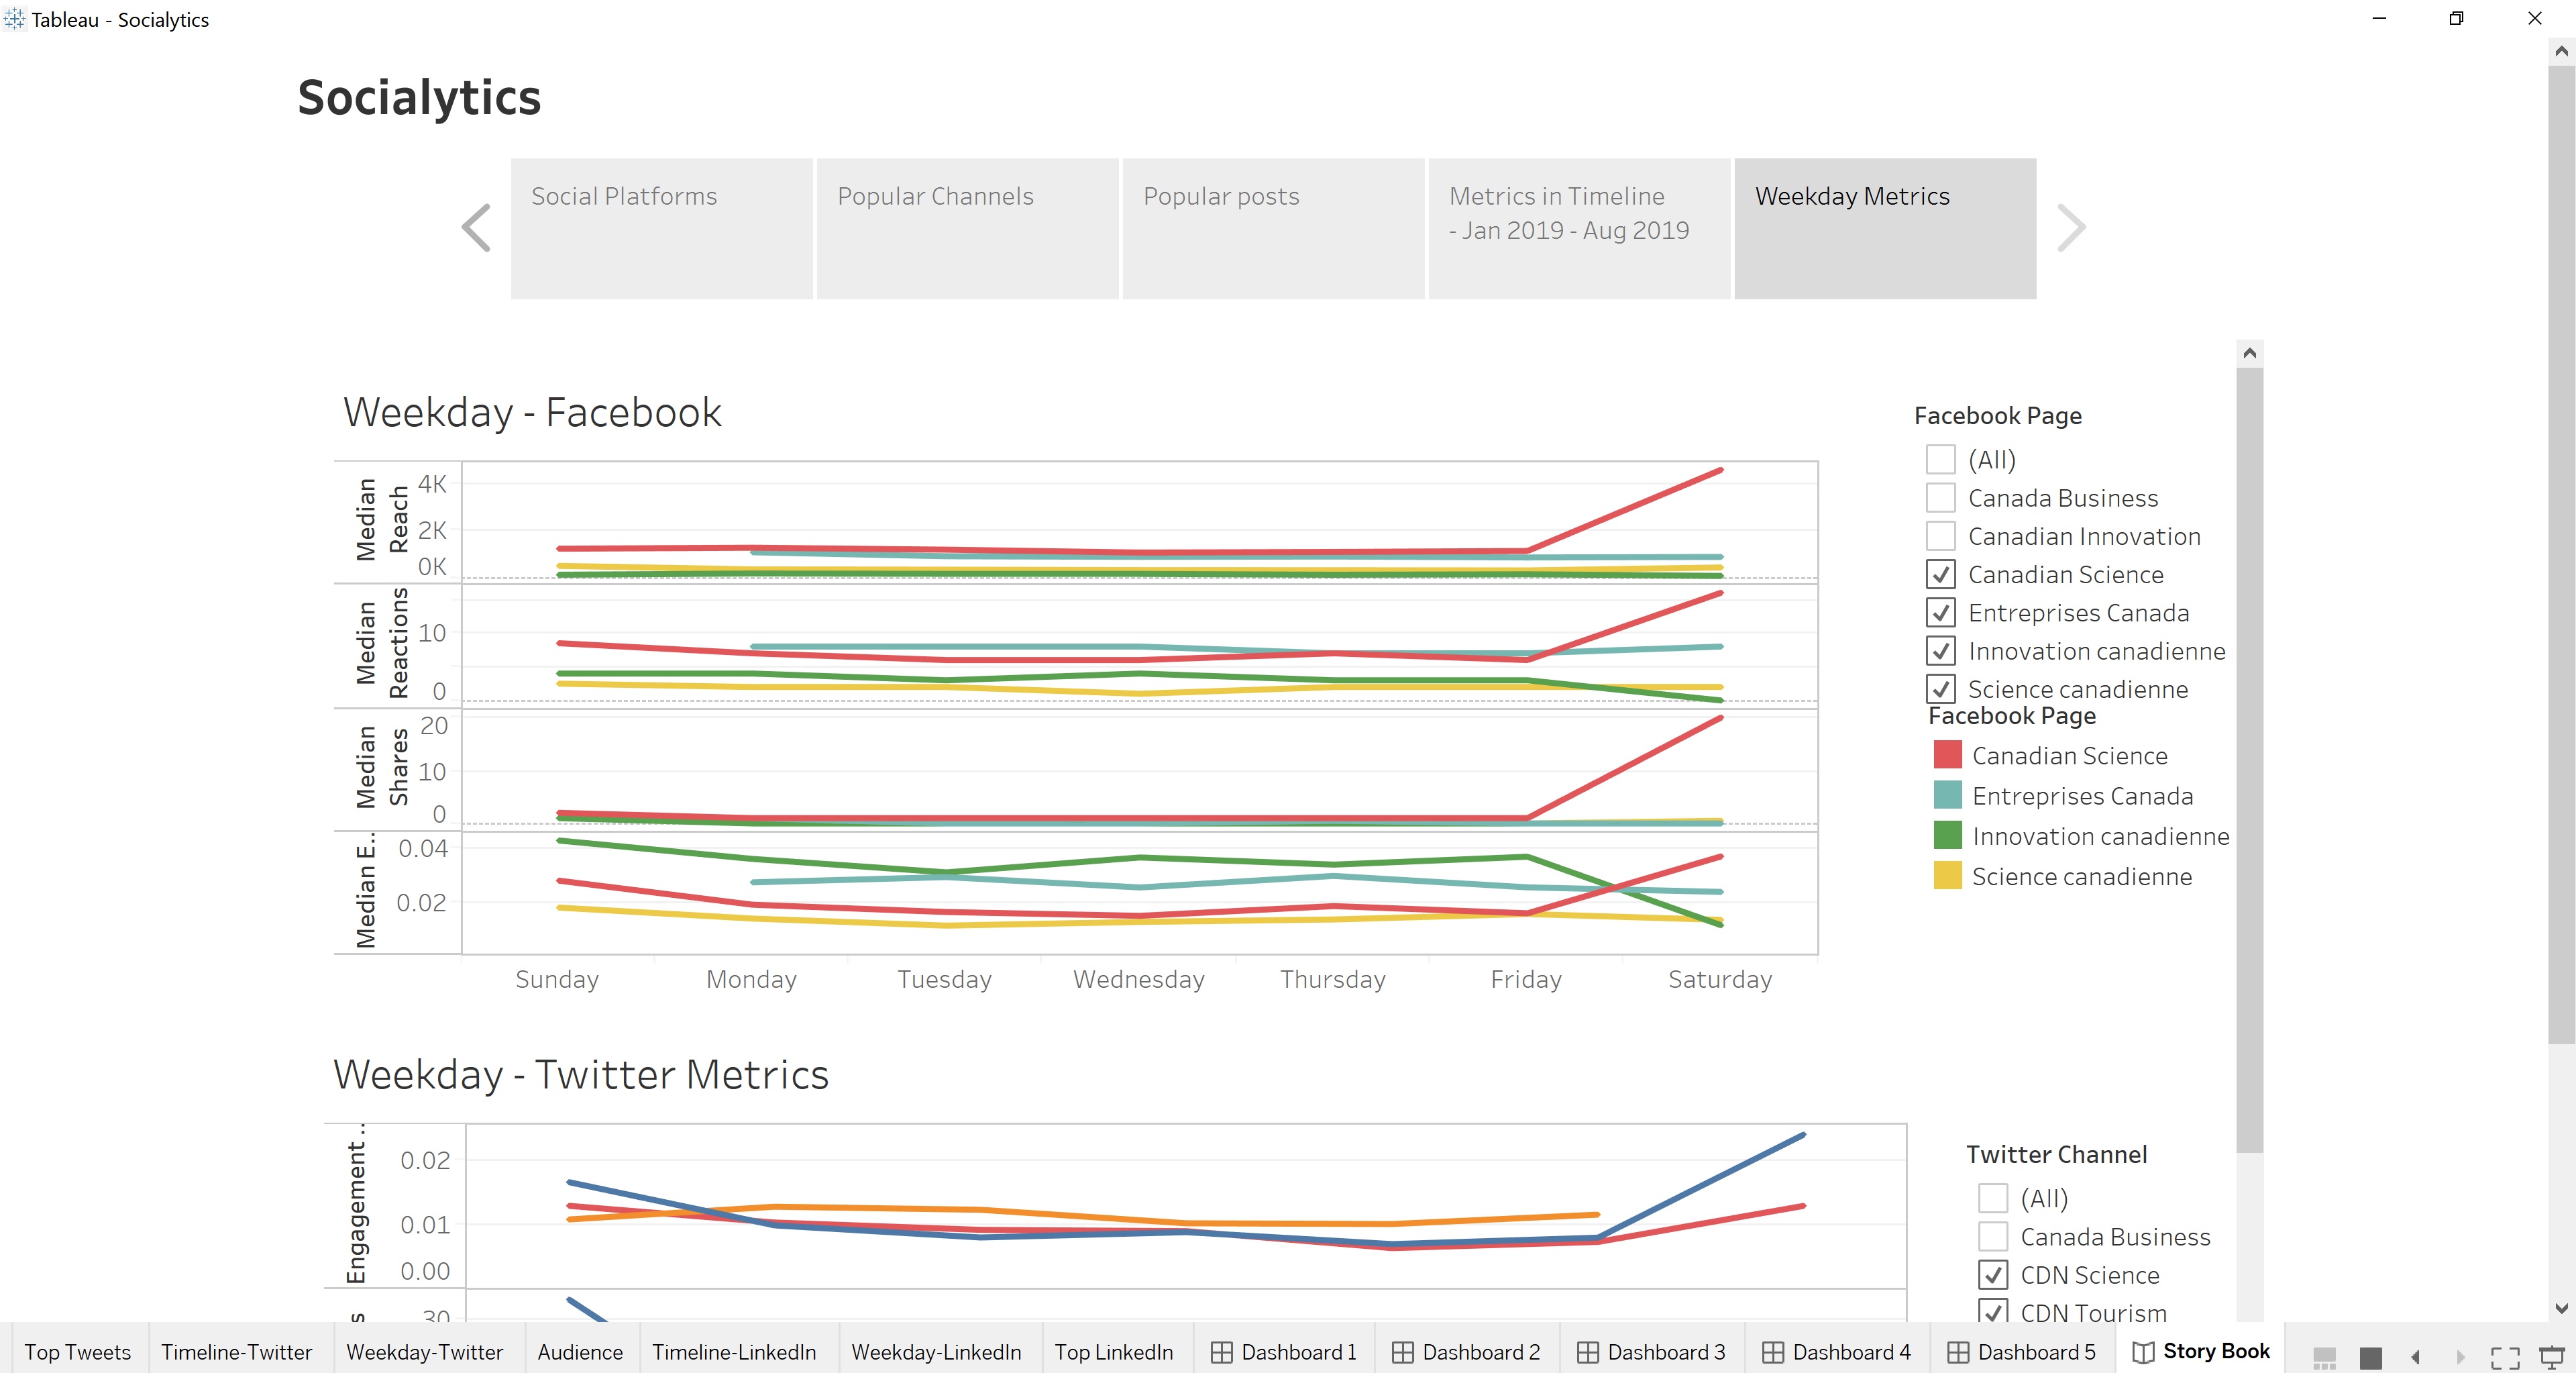 Tableau - Socialytics
Socialytics
Social Platforms
Popular Channels
Popular posts
Metrics in Timeline
- Jan 2019 - Aug 2019
Weekday Metrics
Weekday - Facebook
Median
Reach
4K
2K
0K
Median
Reactions
10
0
Median
Shares
20
10
0
Median E..
0.04
0.02
Sunday
Monday
Tuesday
Wednesday
Thursday
Friday
Saturday
Facebook Page
(All)
Canada Business
Canadian Innovation
Canadian Science
Entreprises Canada
Innovation canadienne
Science canadienne
Facebook Page
Canadian Science
Entreprises Canada
Innovation canadienne
Science canadienne
Weekday - Twitter Metrics
Engagement ..
0.02
0.01
0.00
30
Twitter Channel
(All)
Canada Business
CDN Science
CDN Tourism
Top Tweets
Timeline-Twitter
Weekday-Twitter
Audience
Timeline-LinkedIn
Weekday-LinkedIn
Top LinkedIn
Dashboard 1
Dashboard 2
Dashboard 3
Dashboard 4
Dashboard 5
Story Book